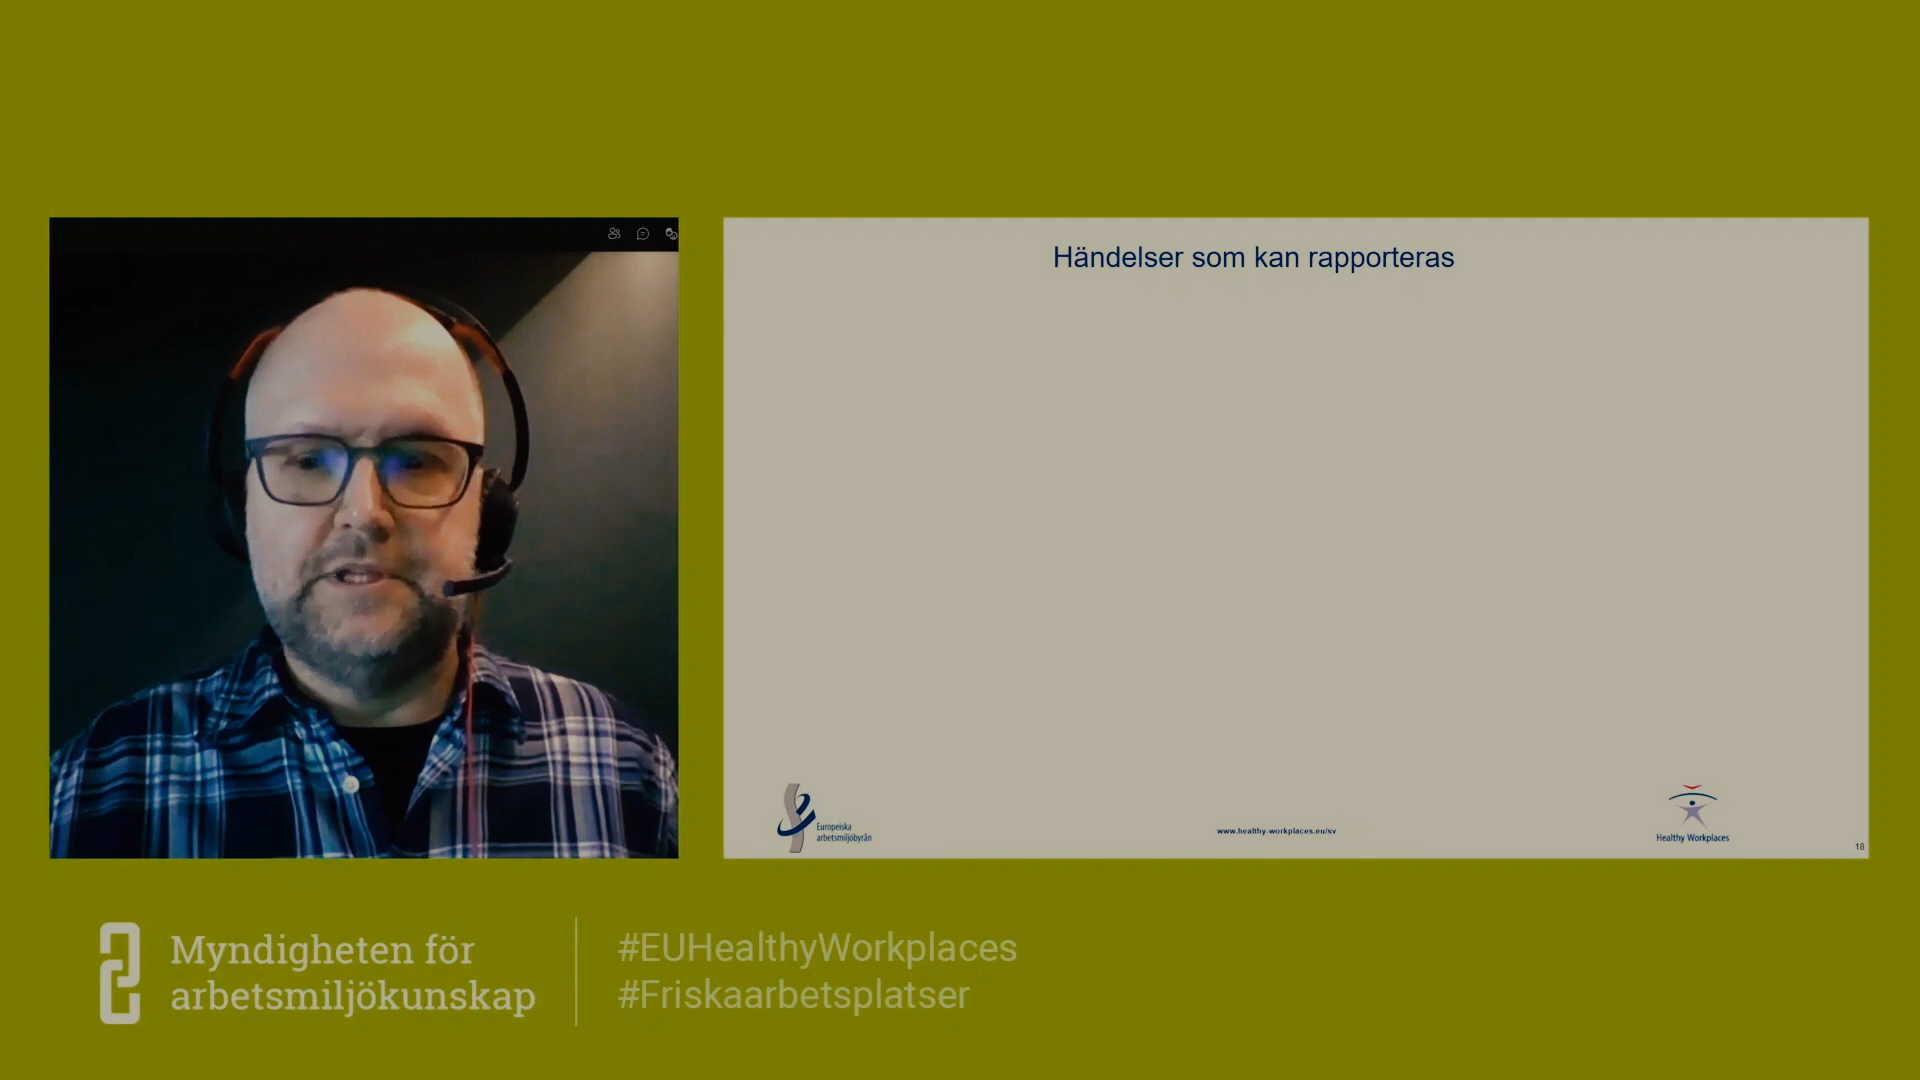 Händelser som kan rapporteras
Europeiska
arbetsmiljöbyrån
www.healthy-workplaces.eu/sv
Healthy Workplaces
18
Myndigheten för
arbetsmiljökunskap
#EUHealthyWorkplaces
#Friskaarbetsplatser